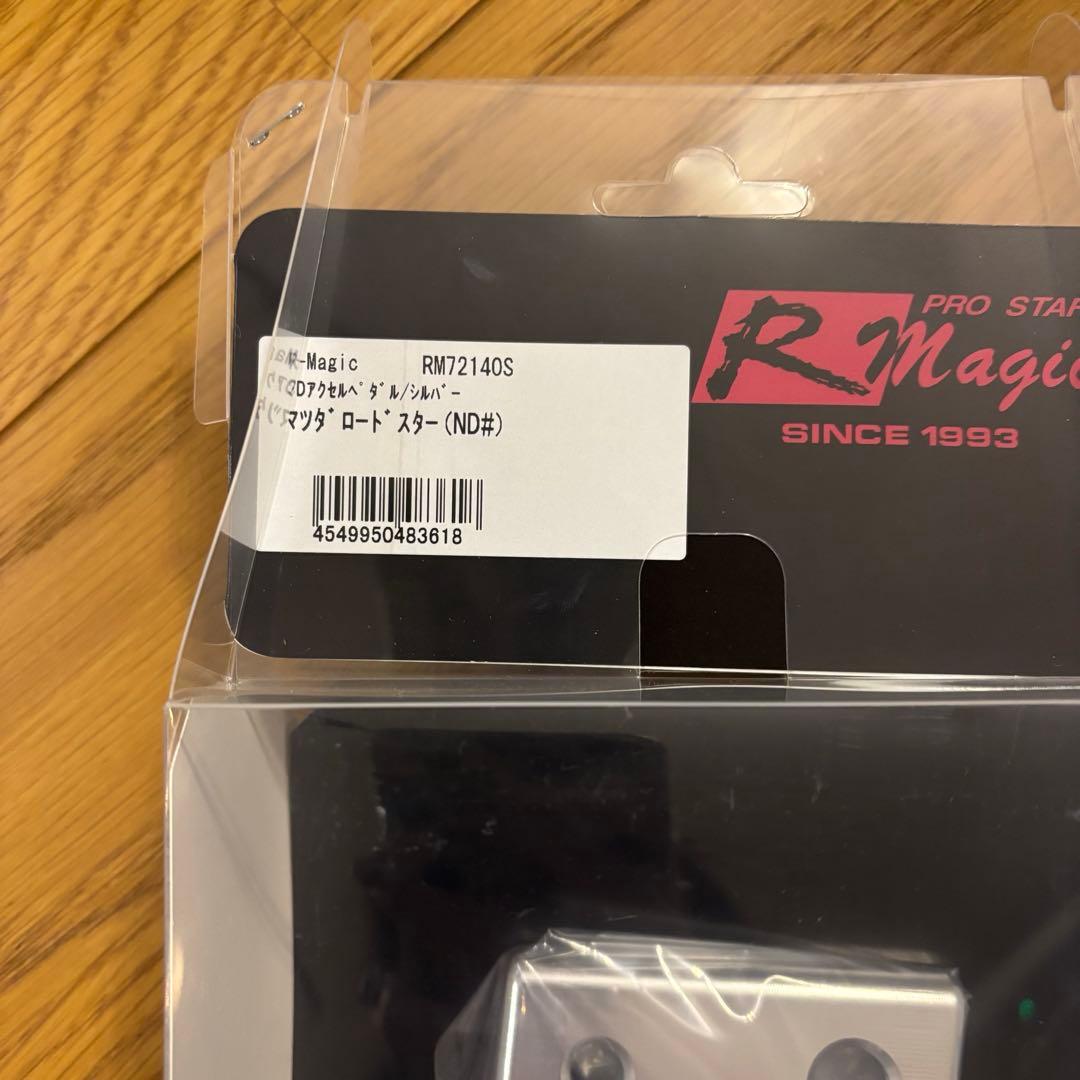 R-Magic RM72140S
Dアクセルペダル/シルバー
マツダ ロードスター(ND#)
4549950483618
PRO STAF
R Magic
SINCE 1993